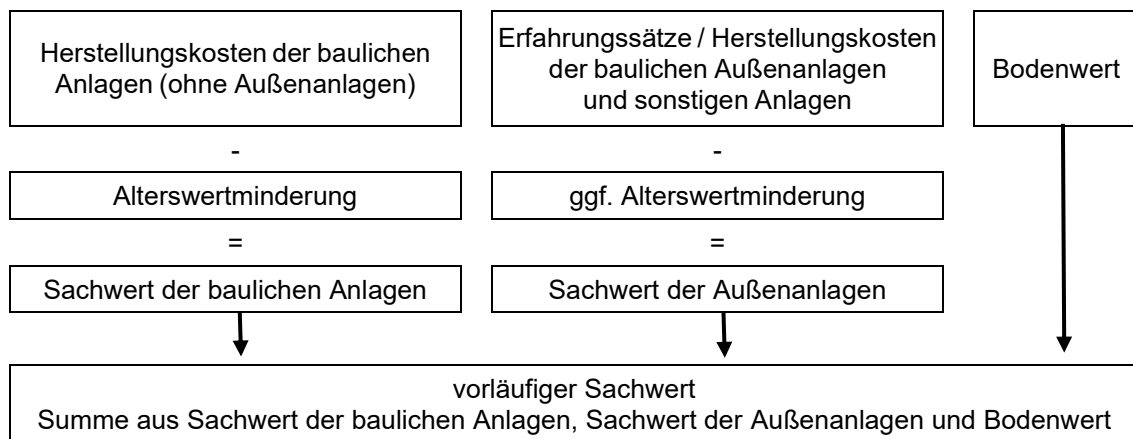 Herstellungskosten der baulichen
Anlagen (ohne Außenanlagen)
-
Alterswertminderung
=
Sachwert der baulichen Anlagen
Erfahrungssätze / Herstellungskosten
der baulichen Außenanlagen
und sonstigen Anlagen
-
ggf. Alterswertminderung
=
Sachwert der Außenanlagen
Bodenwert
vorläufiger Sachwert
Summe aus Sachwert der baulichen Anlagen, Sachwert der Außenanlagen und Bodenwert